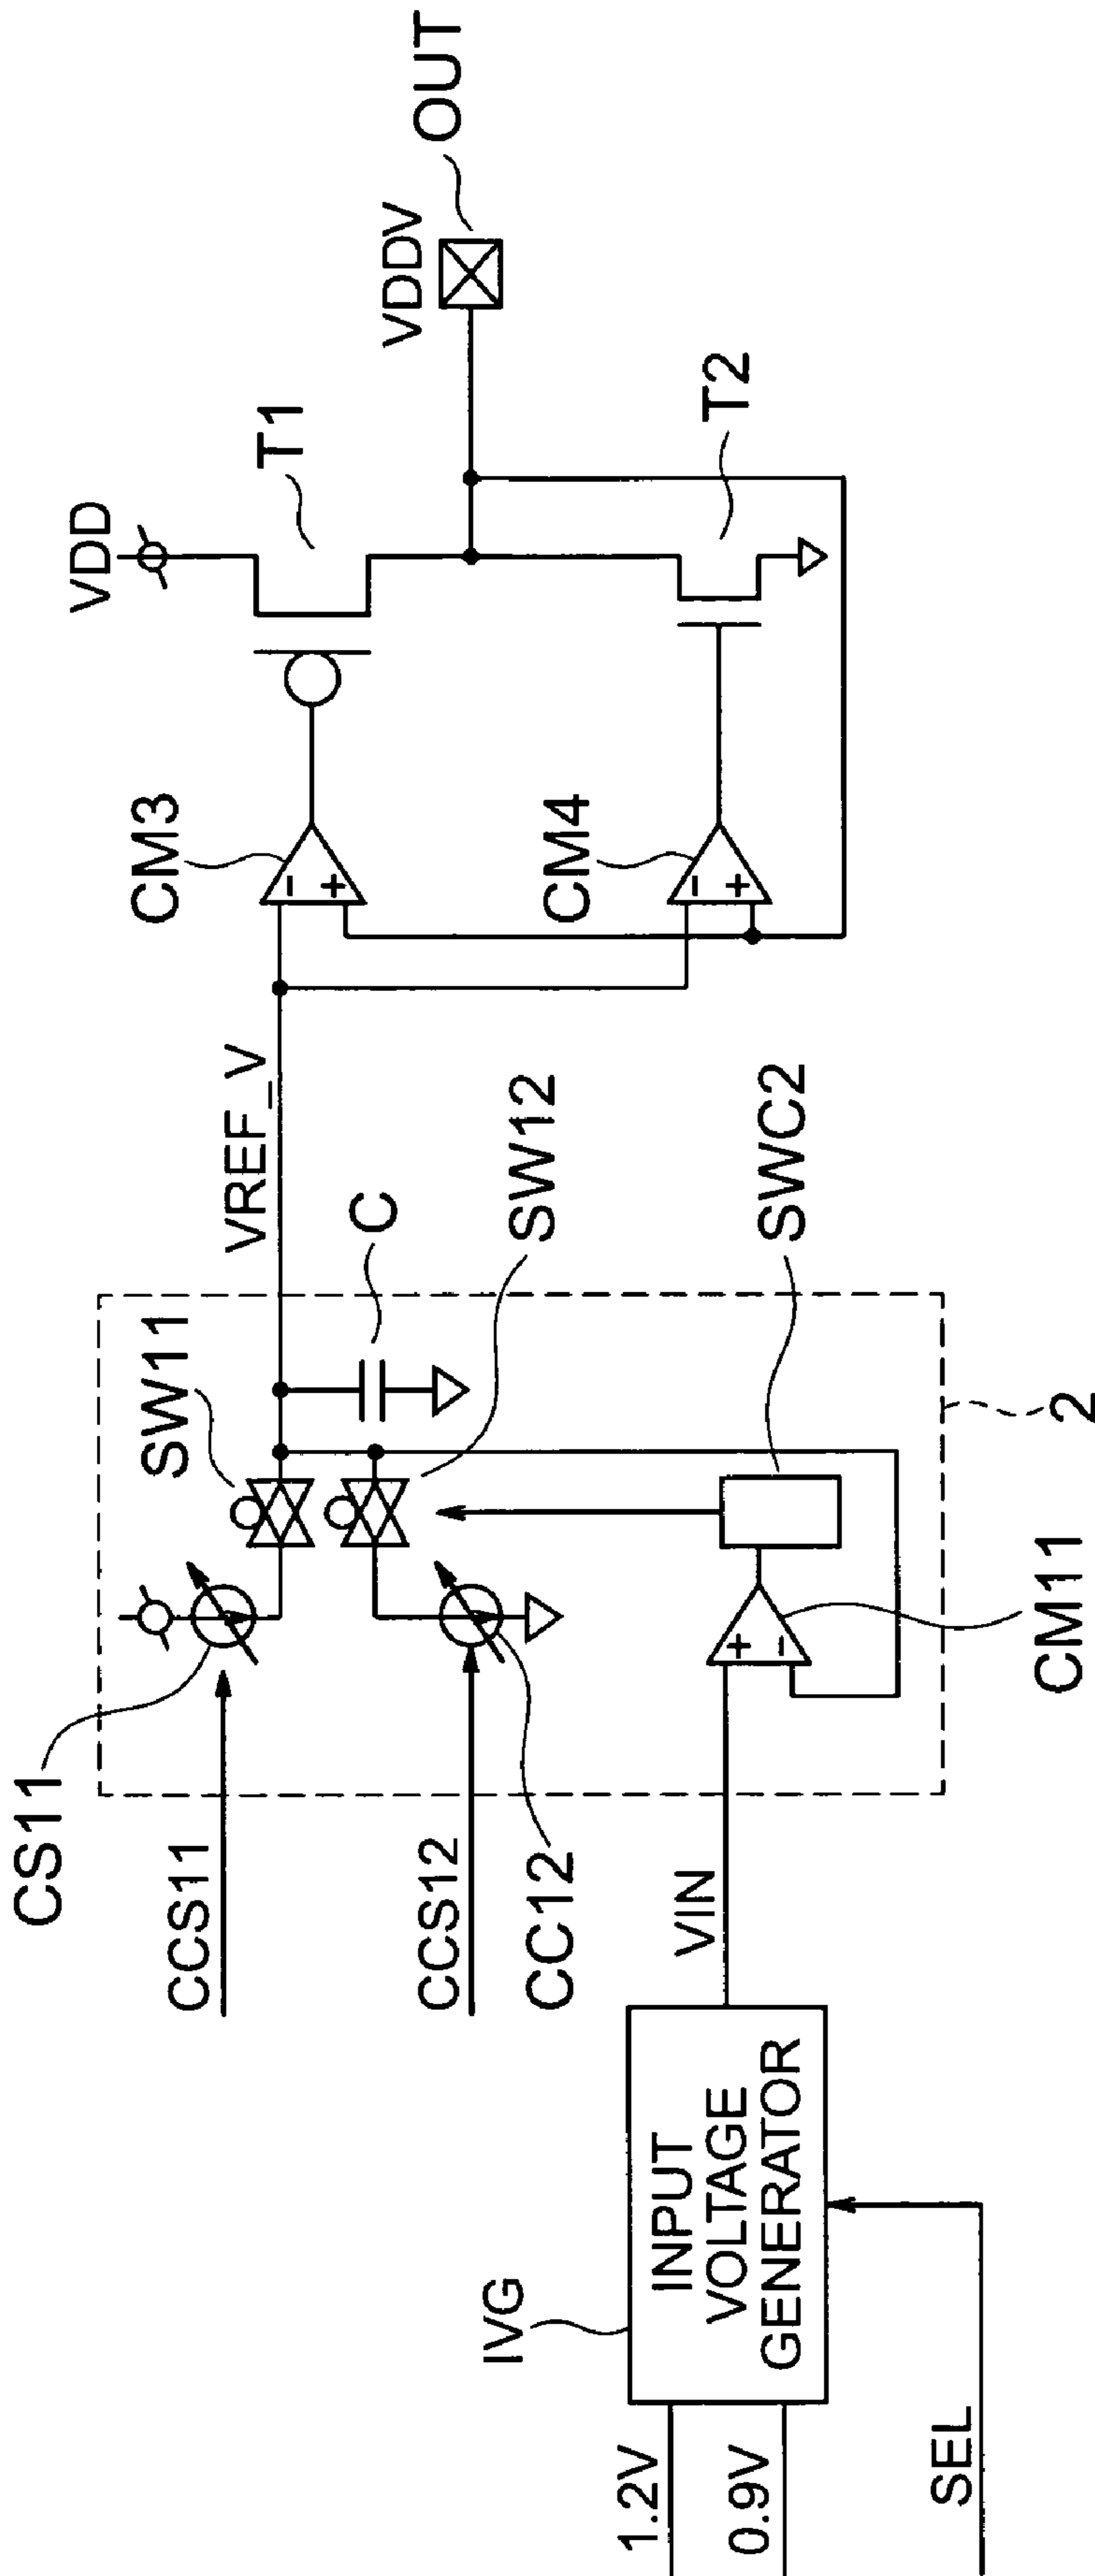 VDD
T1
VDDV
OUT
CM3
CM4
T2
VREF_V
SW11
C
SW12
SWC2
CS11
CCS11
CCS12
CC12
2
CM11
VIN
IVG
INPUT
VOLTAGE
GENERATOR
1.2V
0.9V
SEL
+
-
-
+
-
+